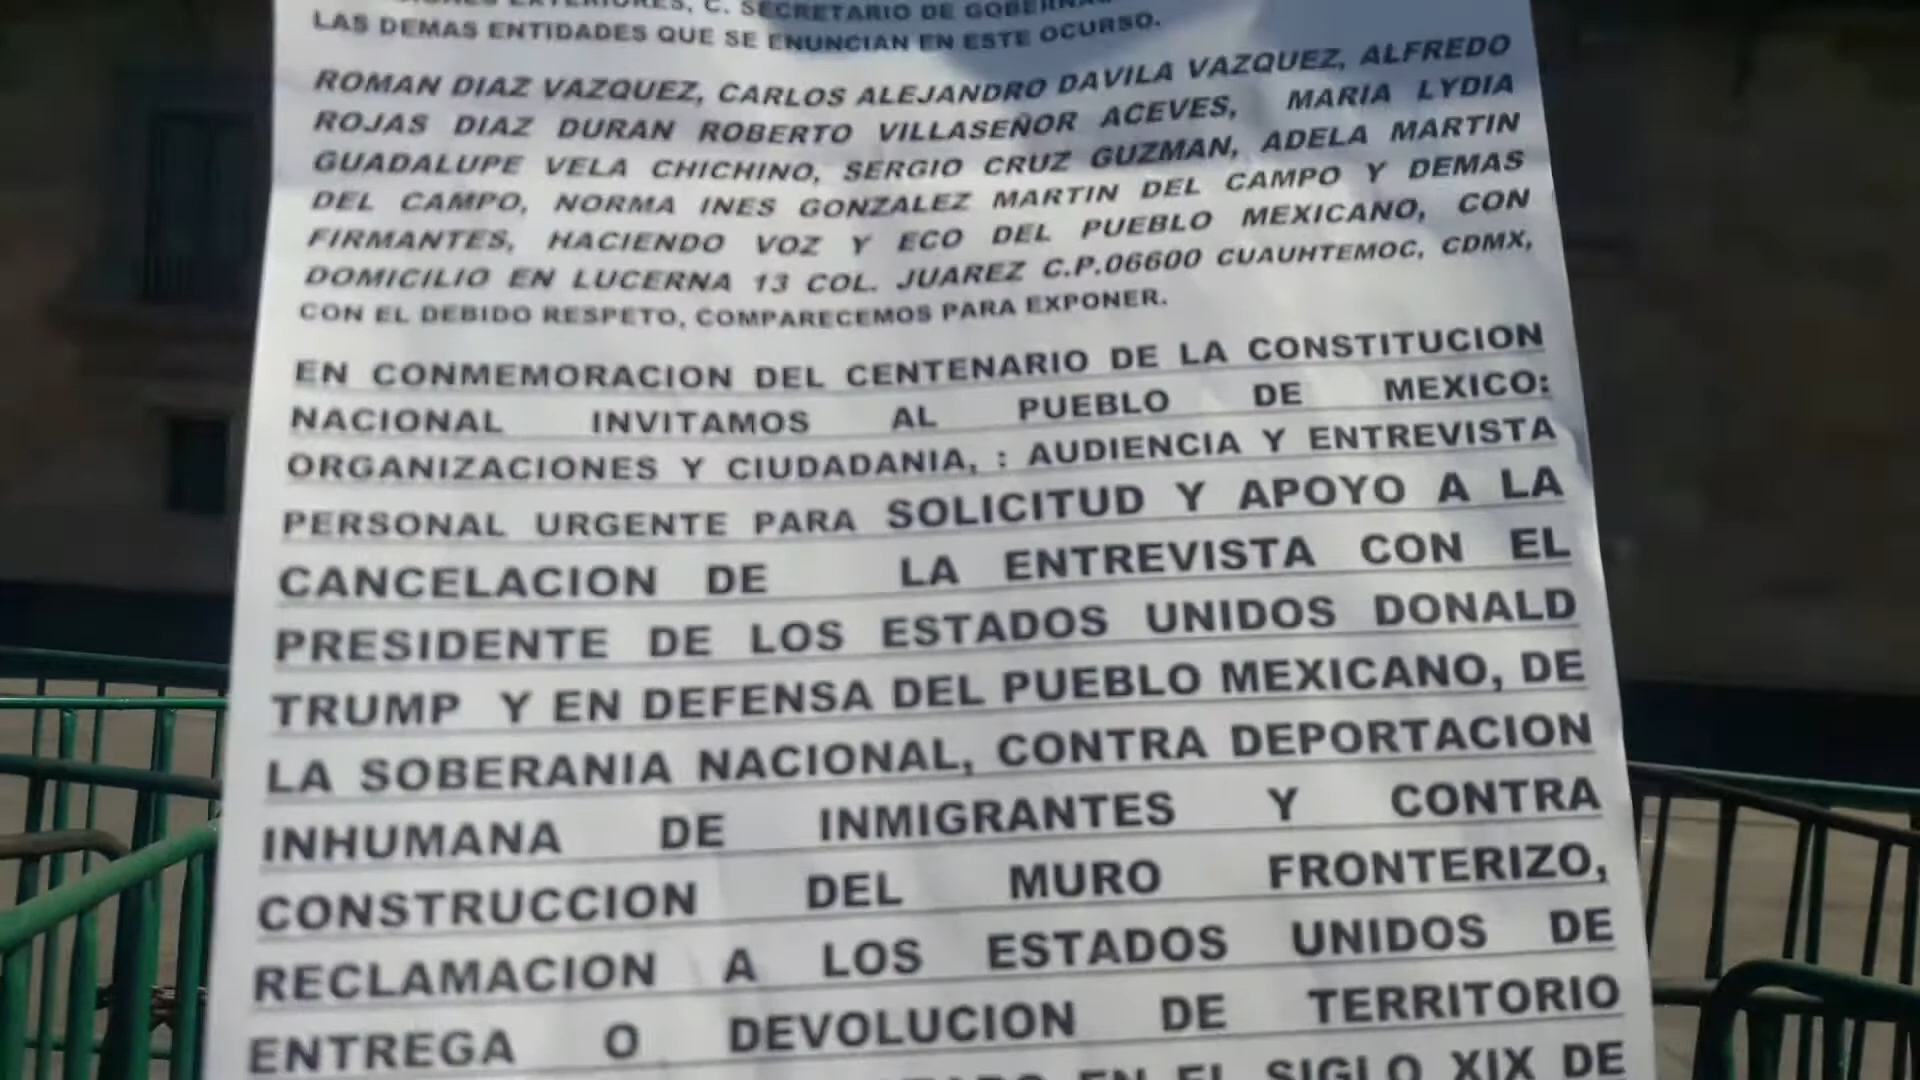 EXTERIORES, C. SECRETARIO DE
LAS DEMAS ENTIDADES QUE SE ENUNCIAN EN ESTE OCURSO.
ROMAN DIAZ VAZQUEZ, CARLOS ALEJANDRO DAVILA VAZQUEZ, ALFREDO
ROJAS DIAZ DURAN ROBERTO VILLASEÑOR ACEVES, MARIA LYDIA
GUADALUPE VELA CHICHINO, SERGIO CRUZ GUZMAN, ADELA MARTIN
DEL CAMPO, NORMA INES GONZALEZ MARTIN DEL CAMPO Y DEMAS
FIRMANTES, HACIENDO VOZ Y ECO DEL PUEBLO MEXICANO, CON
DOMICILIO EN LUCERNA 13 COL. JUAREZ C.P.06600 CUAUHTEMOC, CDMX,
CON EL DEBIDO RESPETO, COMPARECEMOS PARA EXPONER.
EN CONMEMORACION DEL CENTENARIO DE LA CONSTITUCION
NACIONAL INVITAMOS AL PUEBLO DE MEXICO:
ORGANIZACIONES Y CIUDADANIA, : AUDIENCIA Y ENTREVISTA
PERSONAL URGENTE PARA SOLICITUD Y APOYO A LA
CANCELACION DE LA ENTREVISTA CON EL
PRESIDENTE DE LOS ESTADOS UNIDOS DONALD
TRUMP Y EN DEFENSA DEL PUEBLO MEXICANO, DE
LA SOBERANIA NACIONAL, CONTRA DEPORTACION
INHUMANA DE INMIGRANTES Y CONTRA
CONSTRUCCION DEL MURO FRONTERIZO,
RECLAMACION A LOS ESTADOS UNIDOS DE
ENTREGA O DEVOLUCION DE TERRITORIO
EN EL SIGLO XIX DE